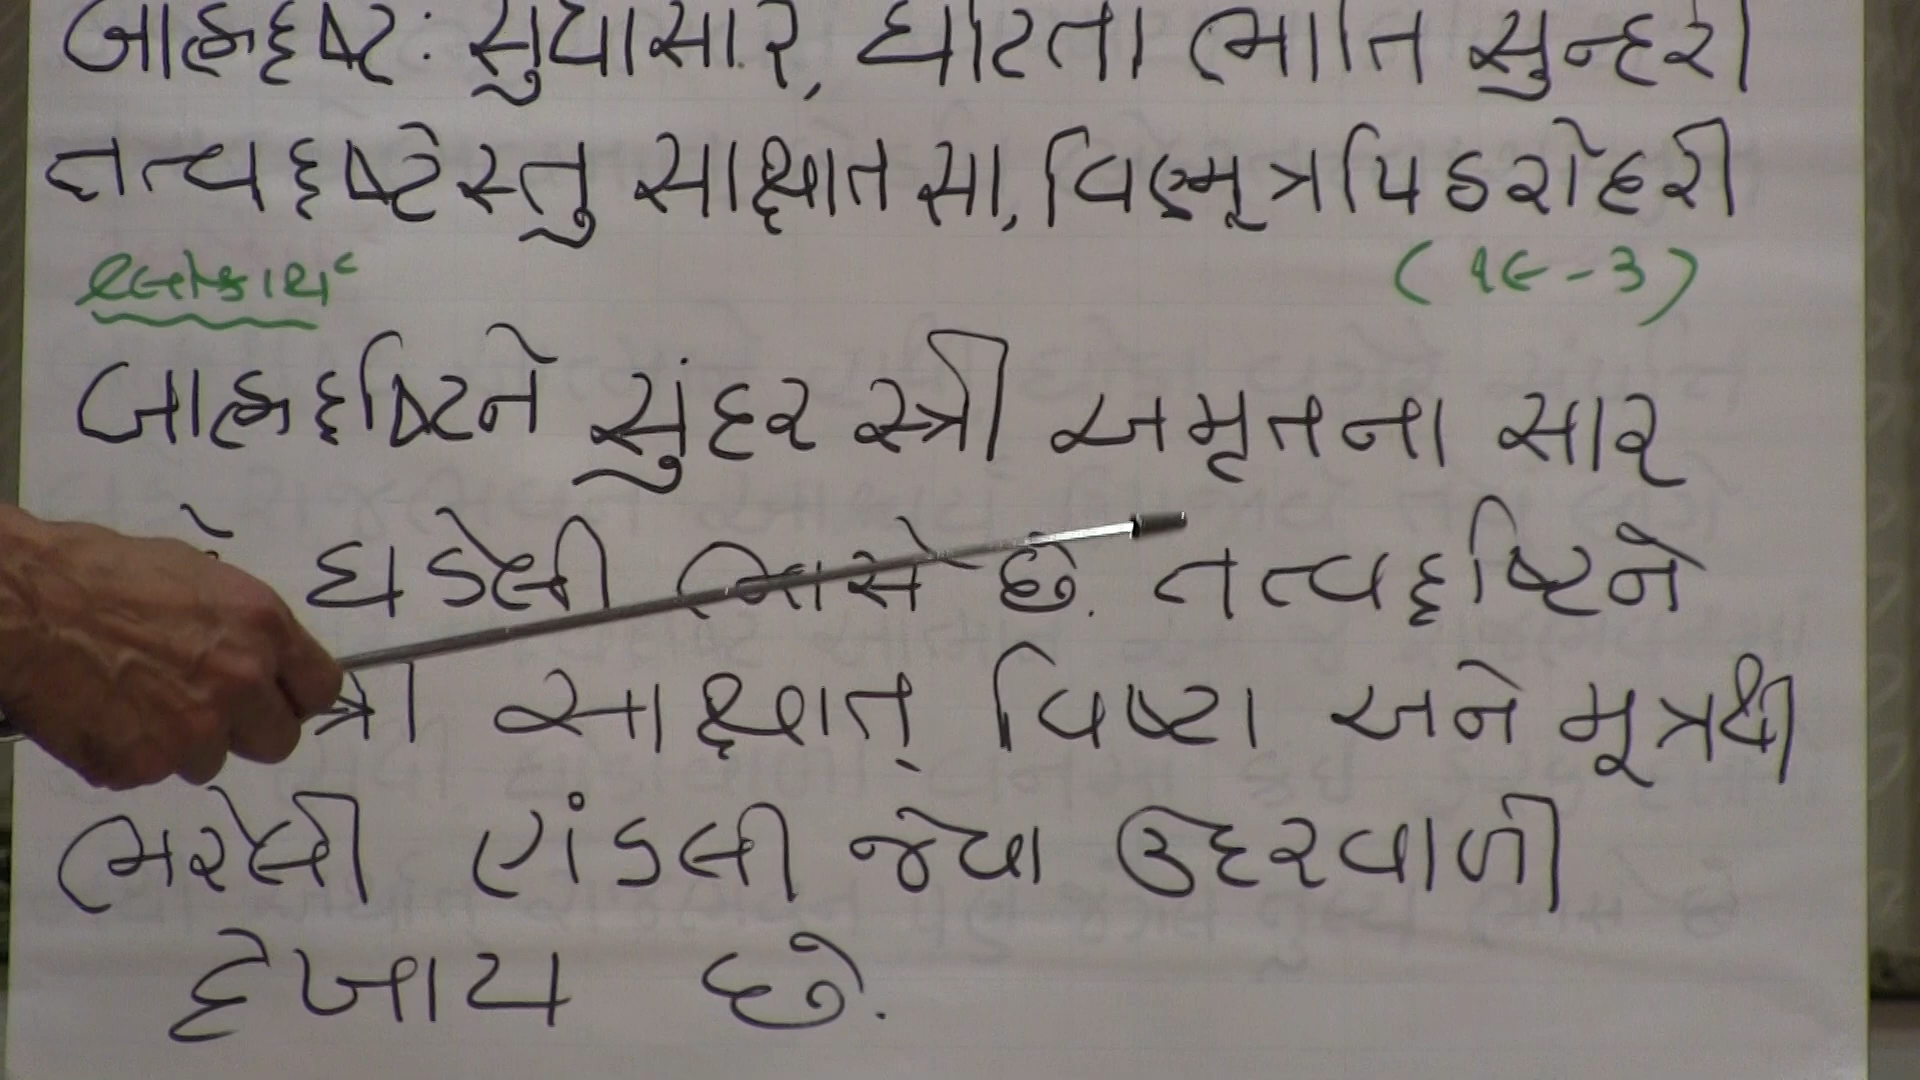 બાહ્યદૃષ્ટેઃ સુધાસાર, ઘટિતા ભાતિ સુન્દરી
તત્ત્વદૃષ્ટેસ્તુ સાક્ષાત સા, વિણ્મૂત્રપિઠરોદરી
શ્લોકાર્થ (૧૯-૩)
બાહ્યદૃષ્ટિને સુંદર સ્ત્રી અમૃતના સાર
ઘડેલી ભાસે છે. તત્વદૃષ્ટિને
સાક્ષાત્ વિષ્ટા અને મૂત્રથી
ભરેલી હાંડલી જેવા ઉદરવાળી
દેખાય છે.